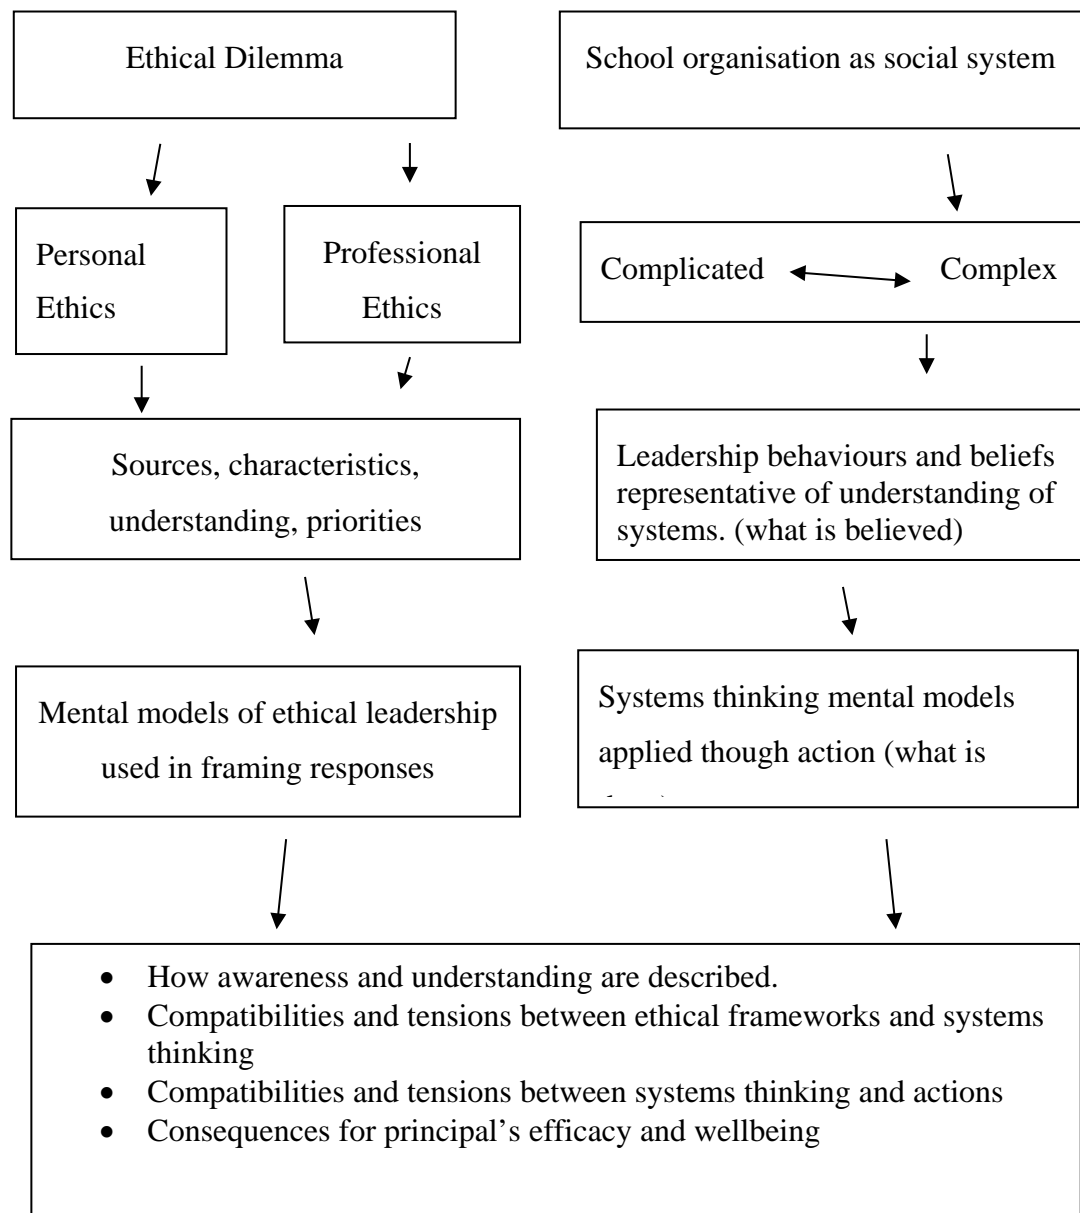 Ethical Dilemma
School organisation as social system
Personal
Ethics
Professional
Ethics
Complicated
Complex
Sources, characteristics,
understanding, priorities
Leadership behaviours and beliefs
representative of understanding of
systems. (what is believed)
Mental models of ethical leadership
used in framing responses
Systems thinking mental models
applied though action (what is
• How awareness and understanding are described.
• Compatibilities and tensions between ethical frameworks and systems
thinking
• Compatibilities and tensions between systems thinking and actions
• Consequences for principal’s efficacy and wellbeing